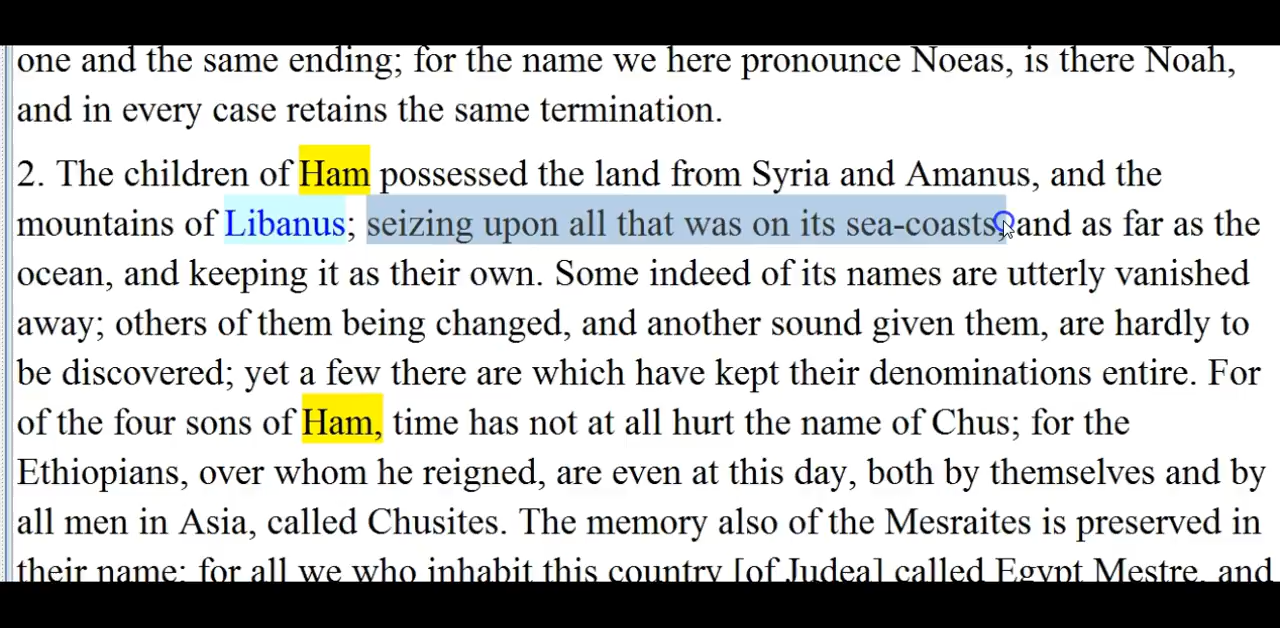 one and the same ending; for the name we here pronounce Noeas, is there Noah,
and in every case retains the same termination.
2. The children of Ham possessed the land from Syria and Amanus, and the
mountains of Libanus; seizing upon all that was on its sea-coasts, and as far as the
ocean, and keeping it as their own. Some indeed of its names are utterly vanished
away; others of them being changed, and another sound given them, are hardly to
be discovered; yet a few there are which have kept their denominations entire. For
of the four sons of Ham, time has not at all hurt the name of Chus; for the
Ethiopians, over whom he reigned, are even at this day, both by themselves and by
all men in Asia, called Chusites. The memory also of the Mesraites is preserved in
their name; for all we who inhabit this country [of Judea] called Egypt Mestre, and